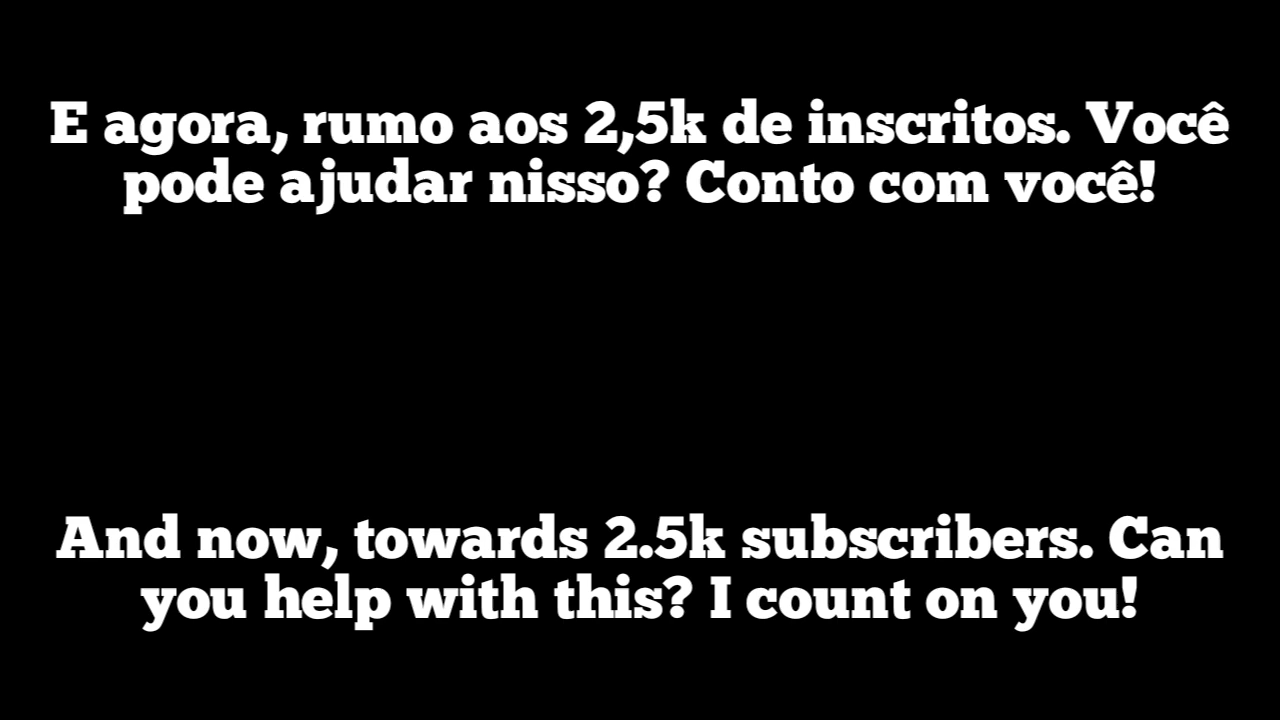 E agora, rumo aos 2,5k de inscritos. Você
pode ajudar nisso? Conto com você!
And now, towards 2.5k subscribers. Can
you help with this? I count on you!